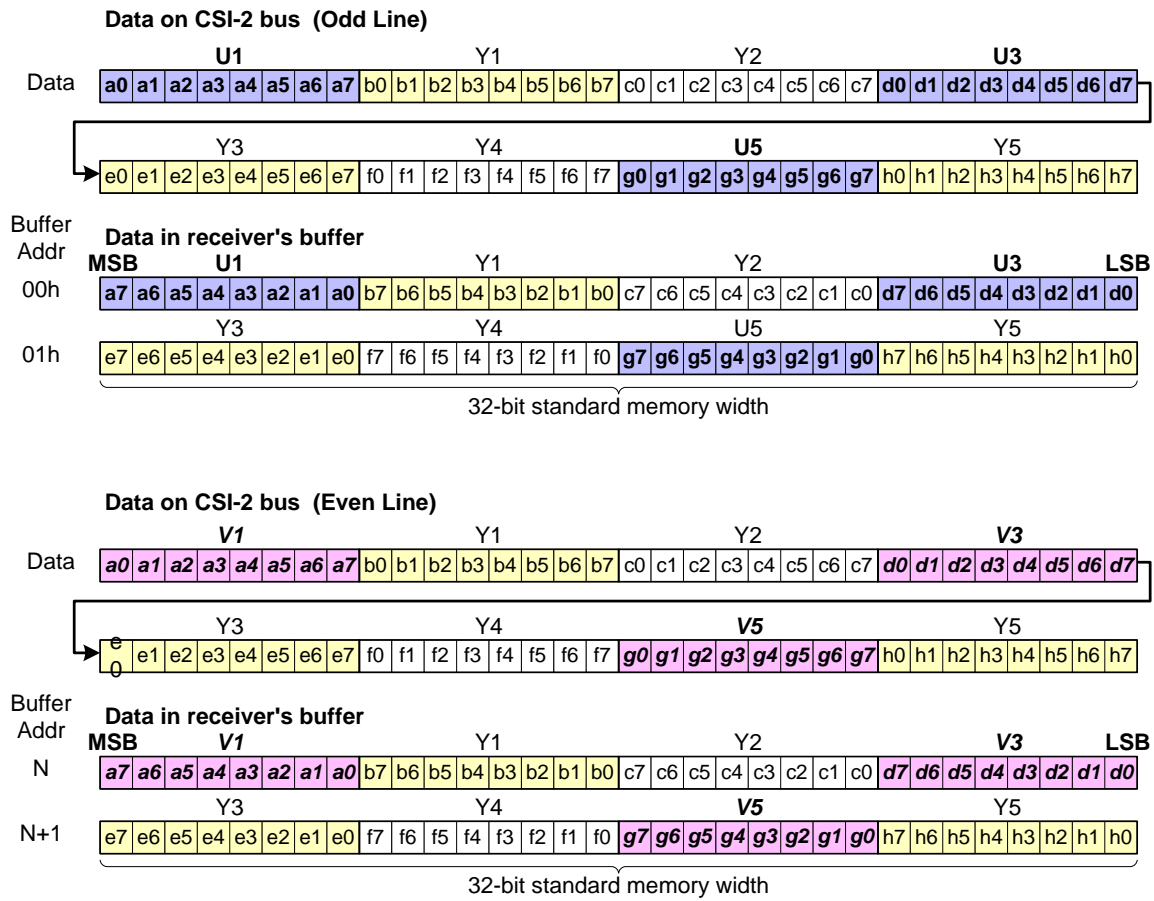 Data on CSI-2 bus (Odd Line)
U1 Y1 Y2 U3
Data a0 a1 a2 a3 a4 a5 a6 a7 b0 b1 b2 b3 b4 b5 b6 b7 c0 c1 c2 c3 c4 c5 c6 c7 d0 d1 d2 d3 d4 d5 d6 d7
Y3 Y4 U5 Y5
e0 e1 e2 e3 e4 e5 e6 e7 f0 f1 f2 f3 f4 f5 f6 f7 g0 g1 g2 g3 g4 g5 g6 g7 h0 h1 h2 h3 h4 h5 h6 h7
Buffer
Addr
Data in receiver's buffer
MSB U1 Y1 Y2 U3 LSB
00h a7 a6 a5 a4 a3 a2 a1 a0 b7 b6 b5 b4 b3 b2 b1 b0 c7 c6 c5 c4 c3 c2 c1 c0 d7 d6 d5 d4 d3 d2 d1 d0
Y3 Y4 U5 Y5
01h e7 e6 e5 e4 e3 e2 e1 e0 f7 f6 f5 f4 f3 f2 f1 f0 g7 g6 g5 g4 g3 g2 g1 g0 h7 h6 h5 h4 h3 h2 h1 h0
32-bit standard memory width
Data on CSI-2 bus (Even Line)
V1 Y1 Y2 V3
Data a0 a1 a2 a3 a4 a5 a6 a7 b0 b1 b2 b3 b4 b5 b6 b7 c0 c1 c2 c3 c4 c5 c6 c7 d0 d1 d2 d3 d4 d5 d6 d7
Y3 Y4 V5 Y5
e0 e1 e2 e3 e4 e5 e6 e7 f0 f1 f2 f3 f4 f5 f6 f7 g0 g1 g2 g3 g4 g5 g6 g7 h0 h1 h2 h3 h4 h5 h6 h7
Buffer
Addr
Data in receiver's buffer
MSB V1 Y1 Y2 V3 LSB
N a7 a6 a5 a4 a3 a2 a1 a0 b7 b6 b5 b4 b3 b2 b1 b0 c7 c6 c5 c4 c3 c2 c1 c0 d7 d6 d5 d4 d3 d2 d1 d0
Y3 Y4 V5 Y5
N+1 e7 e6 e5 e4 e3 e2 e1 e0 f7 f6 f5 f4 f3 f2 f1 f0 g7 g6 g5 g4 g3 g2 g1 g0 h7 h6 h5 h4 h3 h2 h1 h0
32-bit standard memory width